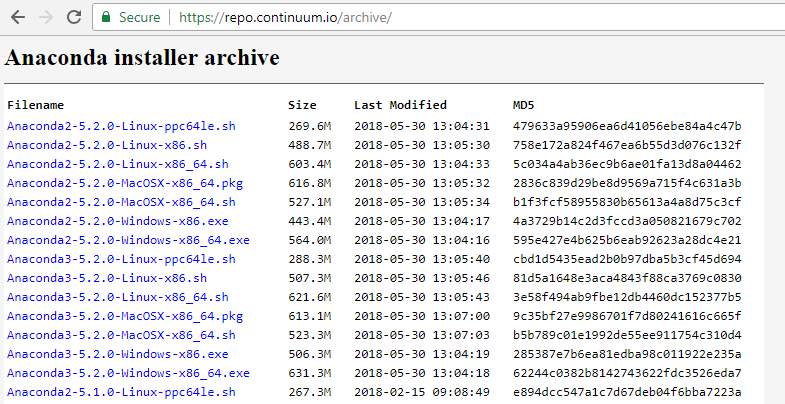 Secure https://repo.continuum.io/archive/
Anaconda installer archive
Filename Size Last Modified MD5
Anaconda2-5.2.0-Linux-ppc64le.sh 269.6M 2018-05-30 13:04:31 479633a95906ea6d41056ebe84a4c47b
Anaconda2-5.2.0-Linux-x86.sh 488.7M 2018-05-30 13:05:30 758e172a824f467ea6b55d3d076c132f
Anaconda2-5.2.0-Linux-x86_64.sh 603.4M 2018-05-30 13:04:33 5c034a4ab36ec9b6ae01fa13d8a04462
Anaconda2-5.2.0-MacOSX-x86_64.pkg 616.8M 2018-05-30 13:05:32 2836c839d29be8d9569a715f4c631a3b
Anaconda2-5.2.0-MacOSX-x86_64.sh 527.1M 2018-05-30 13:05:34 b1f3fcf58955830b65613a4a8d75c3cf
Anaconda2-5.2.0-Windows-x86.exe 443.4M 2018-05-30 13:04:17 4a3729b14c2d3fccd3a050821679c702
Anaconda2-5.2.0-Windows-x86_64.exe 564.0M 2018-05-30 13:04:16 595e427e4b625b6eab92623a28dc4e21
Anaconda3-5.2.0-Linux-ppc64le.sh 288.3M 2018-05-30 13:05:40 cbd1d5435ead2b0b97dba5b3cf45d694
Anaconda3-5.2.0-Linux-x86.sh 507.3M 2018-05-30 13:05:46 81d5a1648e3aca4843f88ca3769c0830
Anaconda3-5.2.0-Linux-x86_64.sh 621.6M 2018-05-30 13:05:43 3e58f494ab9fbe12db4460dc152377b5
Anaconda3-5.2.0-MacOSX-x86_64.pkg 613.1M 2018-05-30 13:07:00 9c35bf27e9986701f7d80241616c665f
Anaconda3-5.2.0-MacOSX-x86_64.sh 523.3M 2018-05-30 13:07:03 b5b789c01e1992de55ee911754c310d4
Anaconda3-5.2.0-Windows-x86.exe 506.3M 2018-05-30 13:04:19 285387e7b6ea81edba98c011922e235a
Anaconda3-5.2.0-Windows-x86_64.exe 631.3M 2018-05-30 13:04:18 62244c0382b8142743622fdc3526eda7
Anaconda2-5.1.0-Linux-ppc64le.sh 267.3M 2018-02-15 09:08:49 e894dcc547a1c7d67deb04f6bba7223a